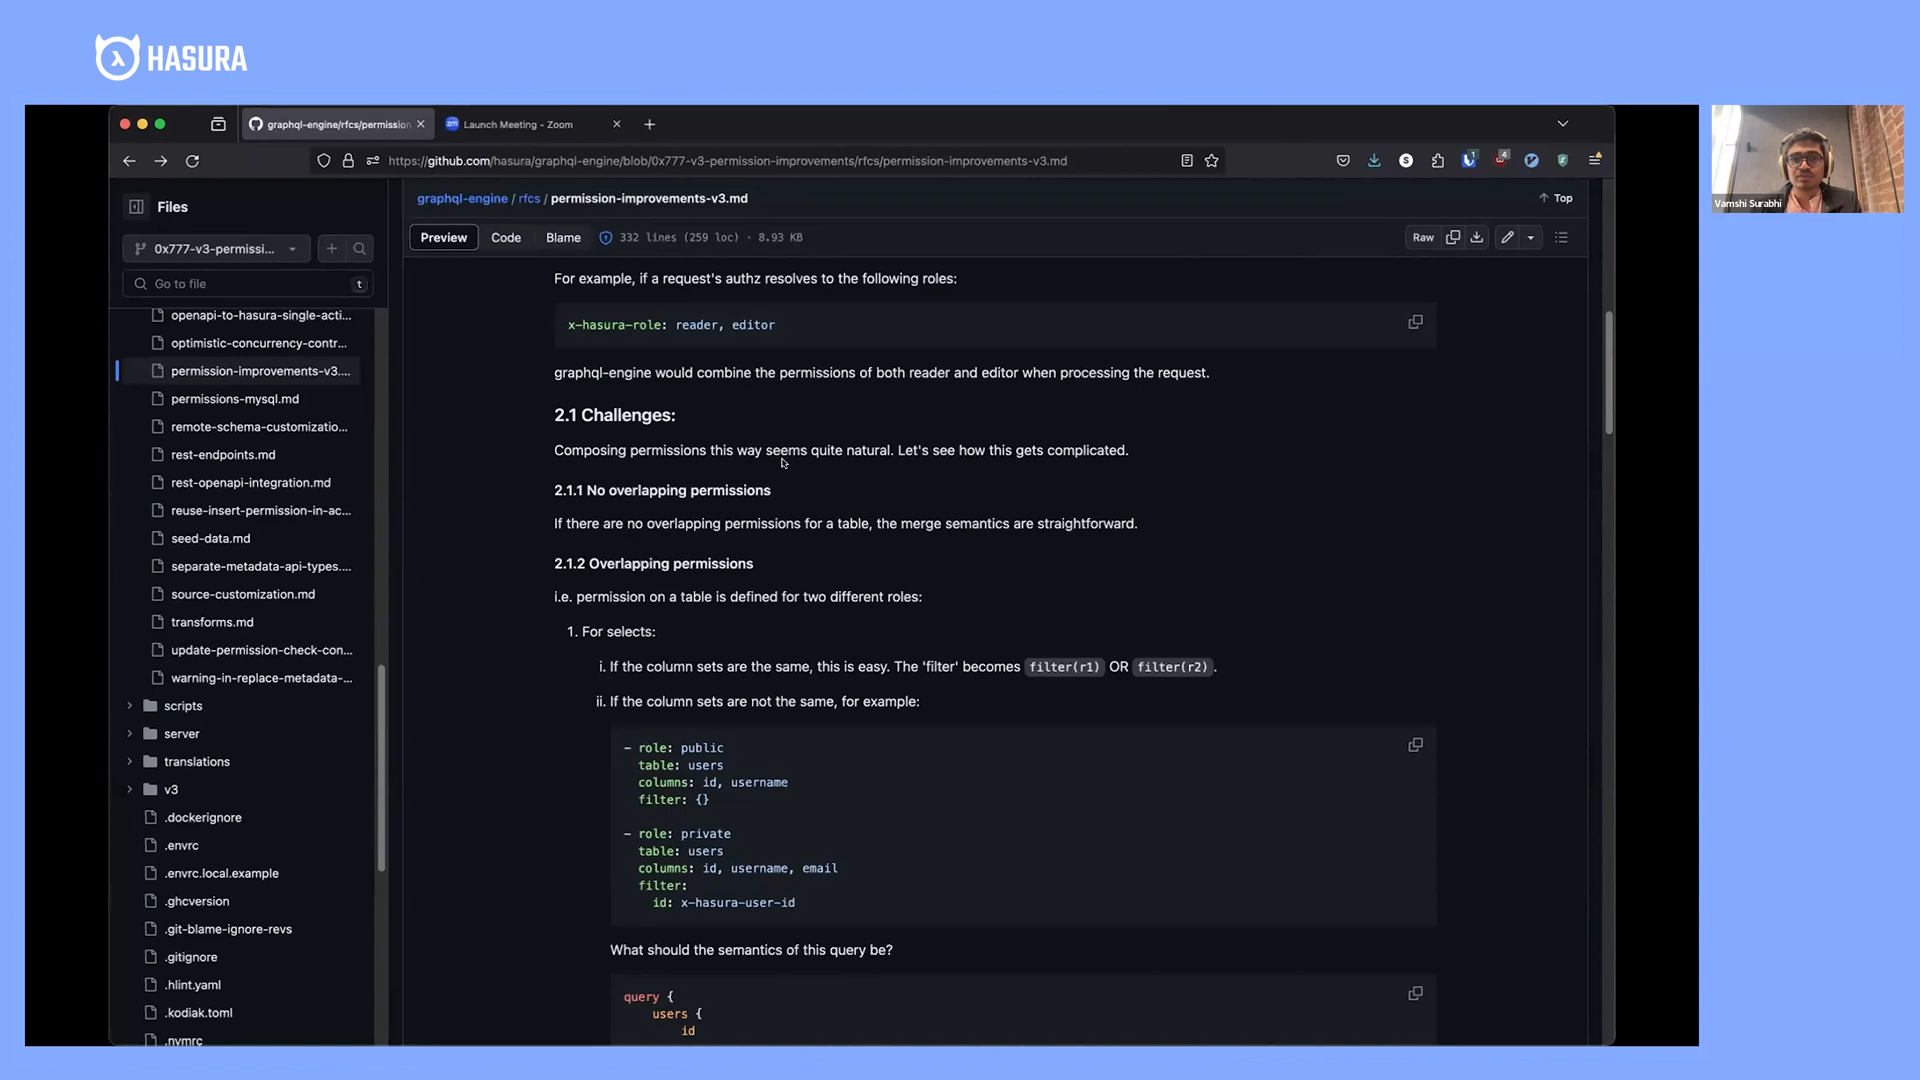 HASURA
graphql-engine/rfcs/permission
Launch Meeting - Zoom
https://github.com/hasura/graphql-engine/blob/0x777-v3-permission-improvements/rfcs/permission-improvements-v3.md
4
1
Vamshi Surabhi
Files
graphql-engine / rfcs / permission-improvements-v3.md
Top
0x777-v3-permissi...
Preview
Code
Blame
332 lines (259 loc) · 8.93 KB
Raw
Go to file
t
openapi-to-hasura-single-acti...
optimistic-concurrency-contr...
permission-improvements-v3....
permissions-mysql.md
remote-schema-customizatio...
rest-endpoints.md
rest-openapi-integration.md
reuse-insert-permission-in-ac...
seed-data.md
separate-metadata-api-types....
source-customization.md
transforms.md
update-permission-check-con...
warning-in-replace-metadata-...
scripts
server
translations
v3
.dockerignore
.envrc
.envrc.local.example
.ghcversion
.git-blame-ignore-revs
.gitignore
.hlint.yaml
.kodiak.toml
.nvmrc
For example, if a request's authz resolves to the following roles:
x-hasura-role: reader, editor
graphql-engine would combine the permissions of both reader and editor when processing the request.
2.1 Challenges:
Composing permissions this way seems quite natural. Let's see how this gets complicated.
2.1.1 No overlapping permissions
If there are no overlapping permissions for a table, the merge semantics are straightforward.
2.1.2 Overlapping permissions
i.e. permission on a table is defined for two different roles:
1. For selects:
i. If the column sets are the same, this is easy. The 'filter' becomes filter(r1) OR filter(r2).
ii. If the column sets are not the same, for example:
- role: public
table: users
columns: id, username
filter: {}
- role: private
table: users
columns: id, username, email
filter:
id: x-hasura-user-id
What should the semantics of this query be?
query {
users {
id